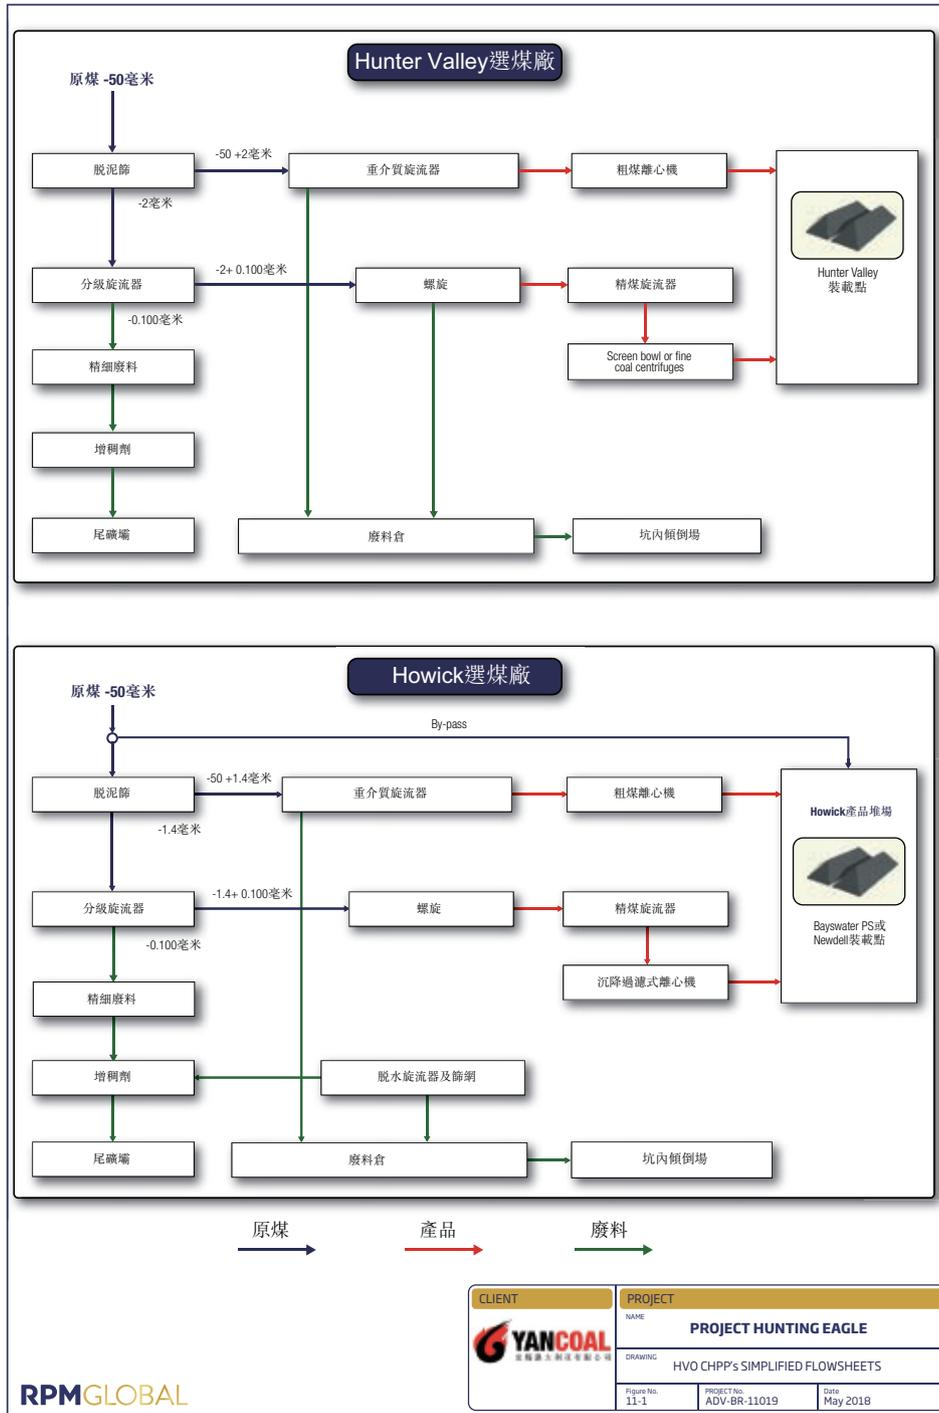 Hunter Valley選煤廠
原煤 -50毫米
脱泥篩
-50 +2毫米
重介質旋流器
粗煤離心機
-2毫米
Hunter Valley
裝載點
分級旋流器
-2+ 0.100毫米
螺旋
精煤旋流器
-0.100毫米
精細廢料
Screen bowl or fine
coal centrifuges
增稠劑
尾礦壩
廢料倉
坑內傾倒場
Howick選煤廠
原煤 -50毫米
By-pass
脱泥篩
-50 +1.4毫米
重介質旋流器
粗煤離心機
Howick產品堆場
-1.4毫米
分級旋流器
-1.4+ 0.100毫米
螺旋
精煤旋流器
Bayswater PS或
Newdell裝載點
-0.100毫米
精細廢料
沉降過濾式離心機
增稠劑
脱水旋流器及篩網
尾礦壩
廢料倉
坑內傾倒場
原煤
產品
廢料
CLIENT
PROJECT
YANCOAL
NAME
PROJECT HUNTING EAGLE
DRAWING
HVO CHPP's SIMPLIFIED FLOWSHEETS
Figure No.
11-1
PROJECT No.
ADV-BR-11019
Date
May 2018
RPMGLOBAL